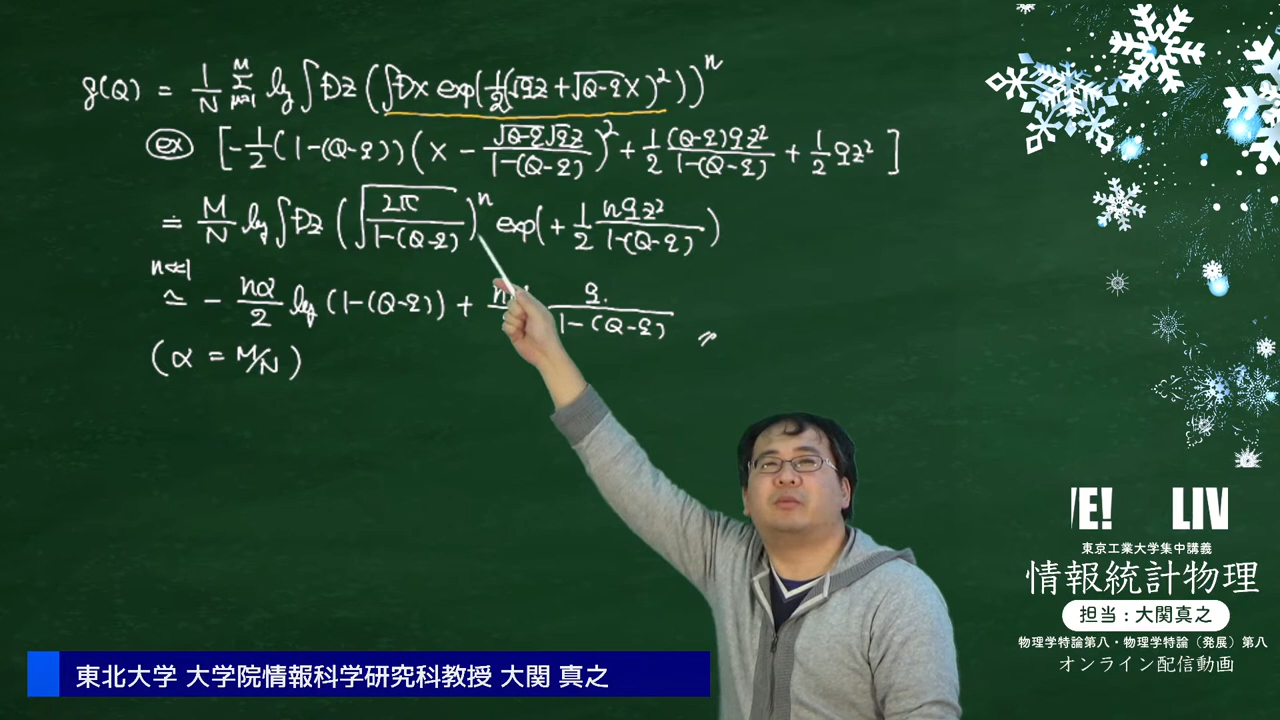 g(Q) = 1/N Σ_{μ=1}^{M} log ∫Dz (∫Dx exp(1/2(√q z + √Q-q x)²))^n
ex [-1/2(1-(Q-q))(x - √Q-q√qz/1-(Q-q))² + 1/2 (Q-q)qz²/1-(Q-q) + 1/2 qz²]
= M/N log ∫Dz (√2π/1-(Q-q))^n exp(+1/2 nqz²/1-(Q-q))
n≪1
≃ - nα/2 log(1-(Q-q)) + q/1-(Q-q) 〃
(α = M/N)
VE! LIV
東京工業大学集中講義
情報統計物理
担当:大関真之
物理学特論第八・物理学特論(発展)第八
オンライン配信動画
東北大学 大学院情報科学研究科教授 大関 真之